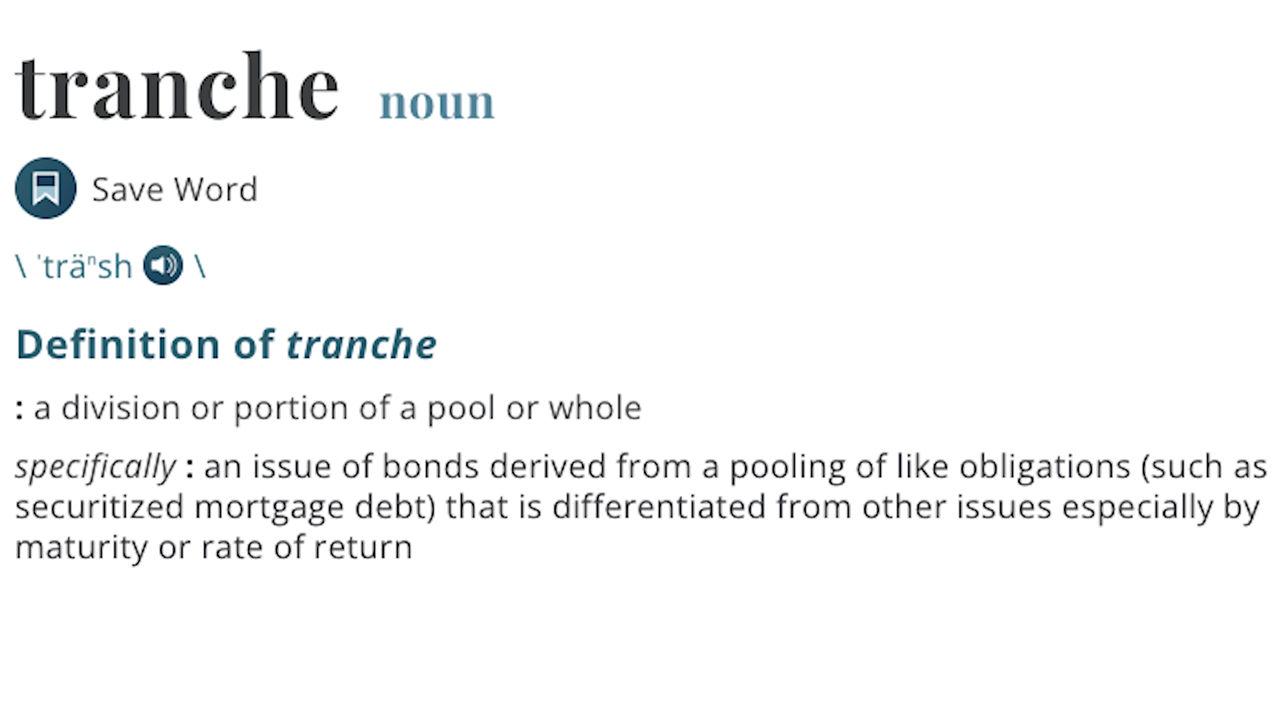 tranche noun
Save Word
\ ˈträⁿsh \
Definition of tranche
: a division or portion of a pool or whole
specifically : an issue of bonds derived from a pooling of like obligations (such as
securitized mortgage debt) that is differentiated from other issues especially by
maturity or rate of return